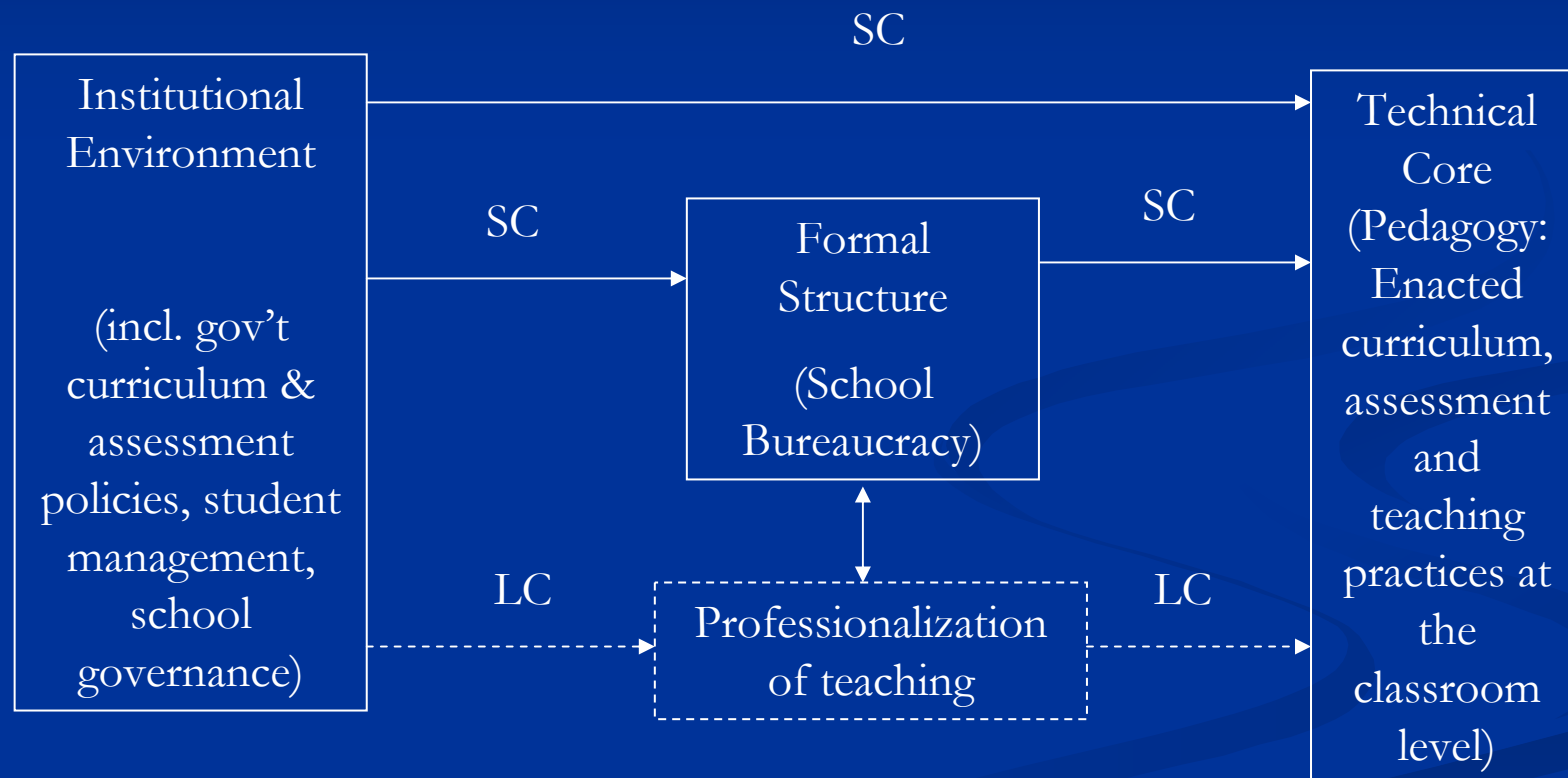 SC
Institutional
Environment
(incl. gov’t
curriculum &
assessment
policies, student
management,
school
governance)
SC
LC
Formal
Structure
(School
Bureaucracy)
Professionalization
of teaching
SC
LC
Technical
Core
(Pedagogy:
Enacted
curriculum,
assessment
and
teaching
practices at
the
classroom
level)